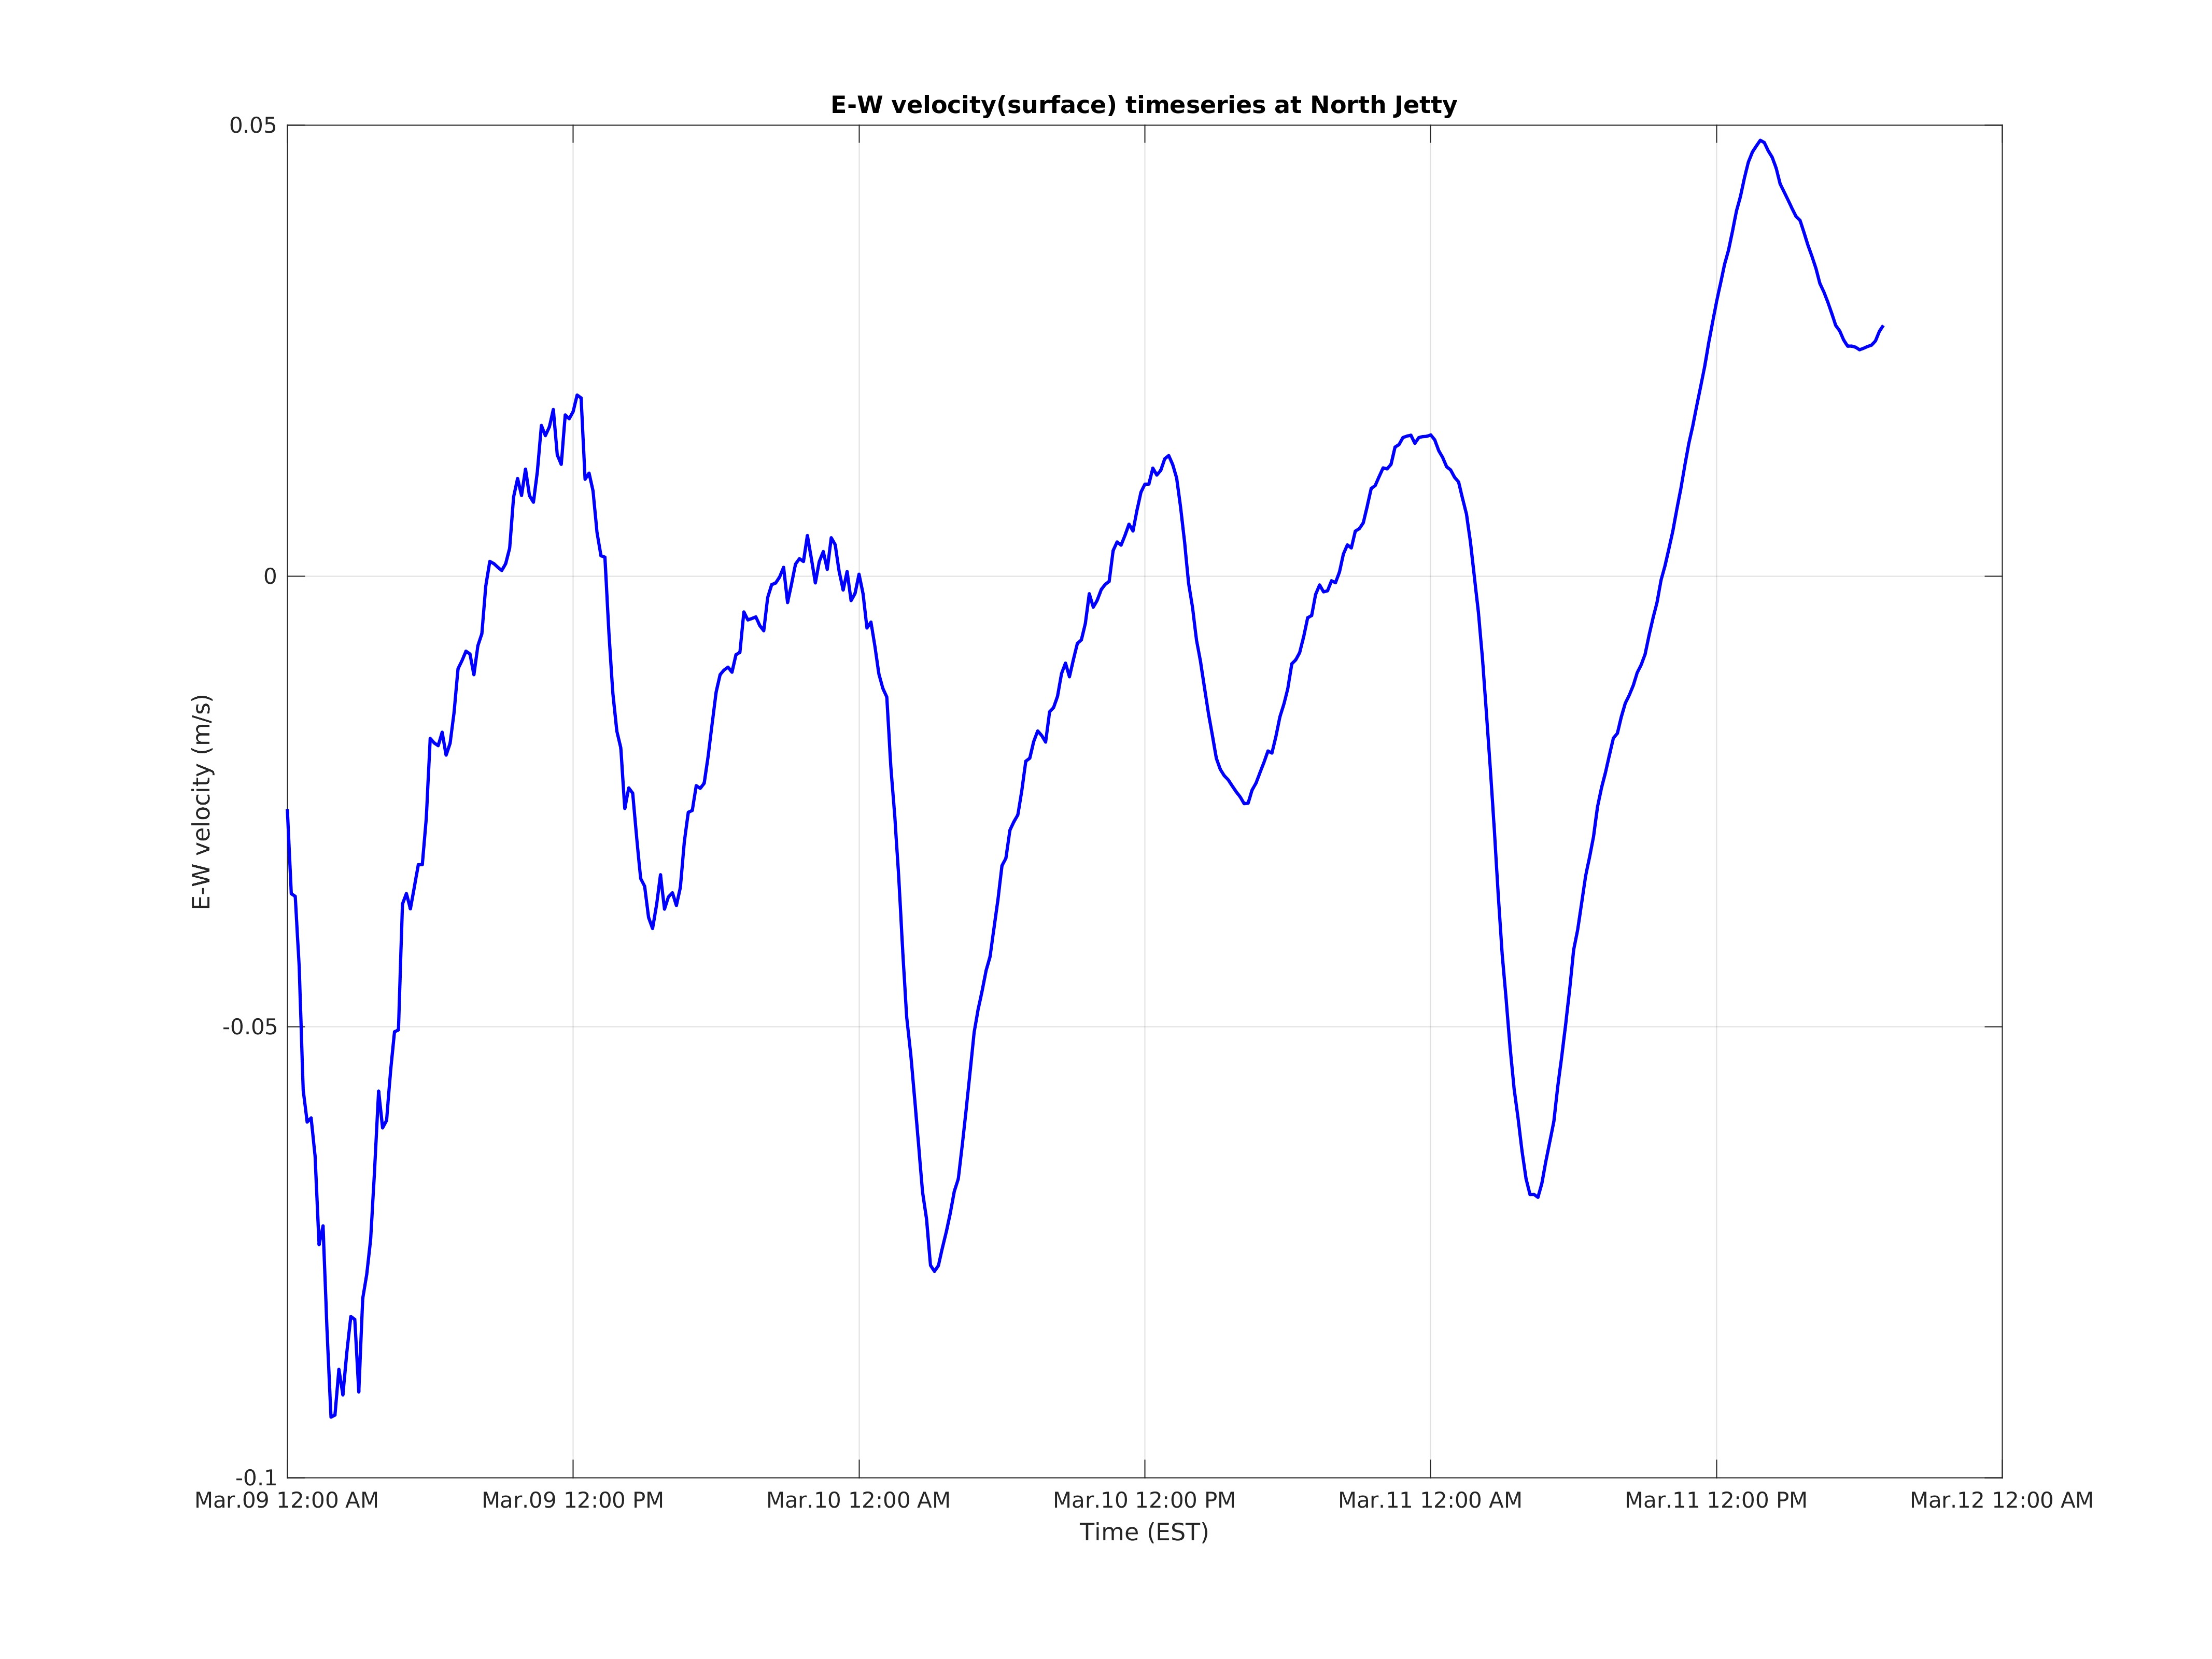 E-W velocity(surface) timeseries at North Jetty
0.05
0
-0.05
-0.1
E-W velocity (m/s)
Mar.09 12:00 AM Mar.09 12:00 PM Mar.10 12:00 AM Mar.10 12:00 PM Mar.11 12:00 AM Mar.11 12:00 PM Mar.12 12:00 AM
Time (EST)